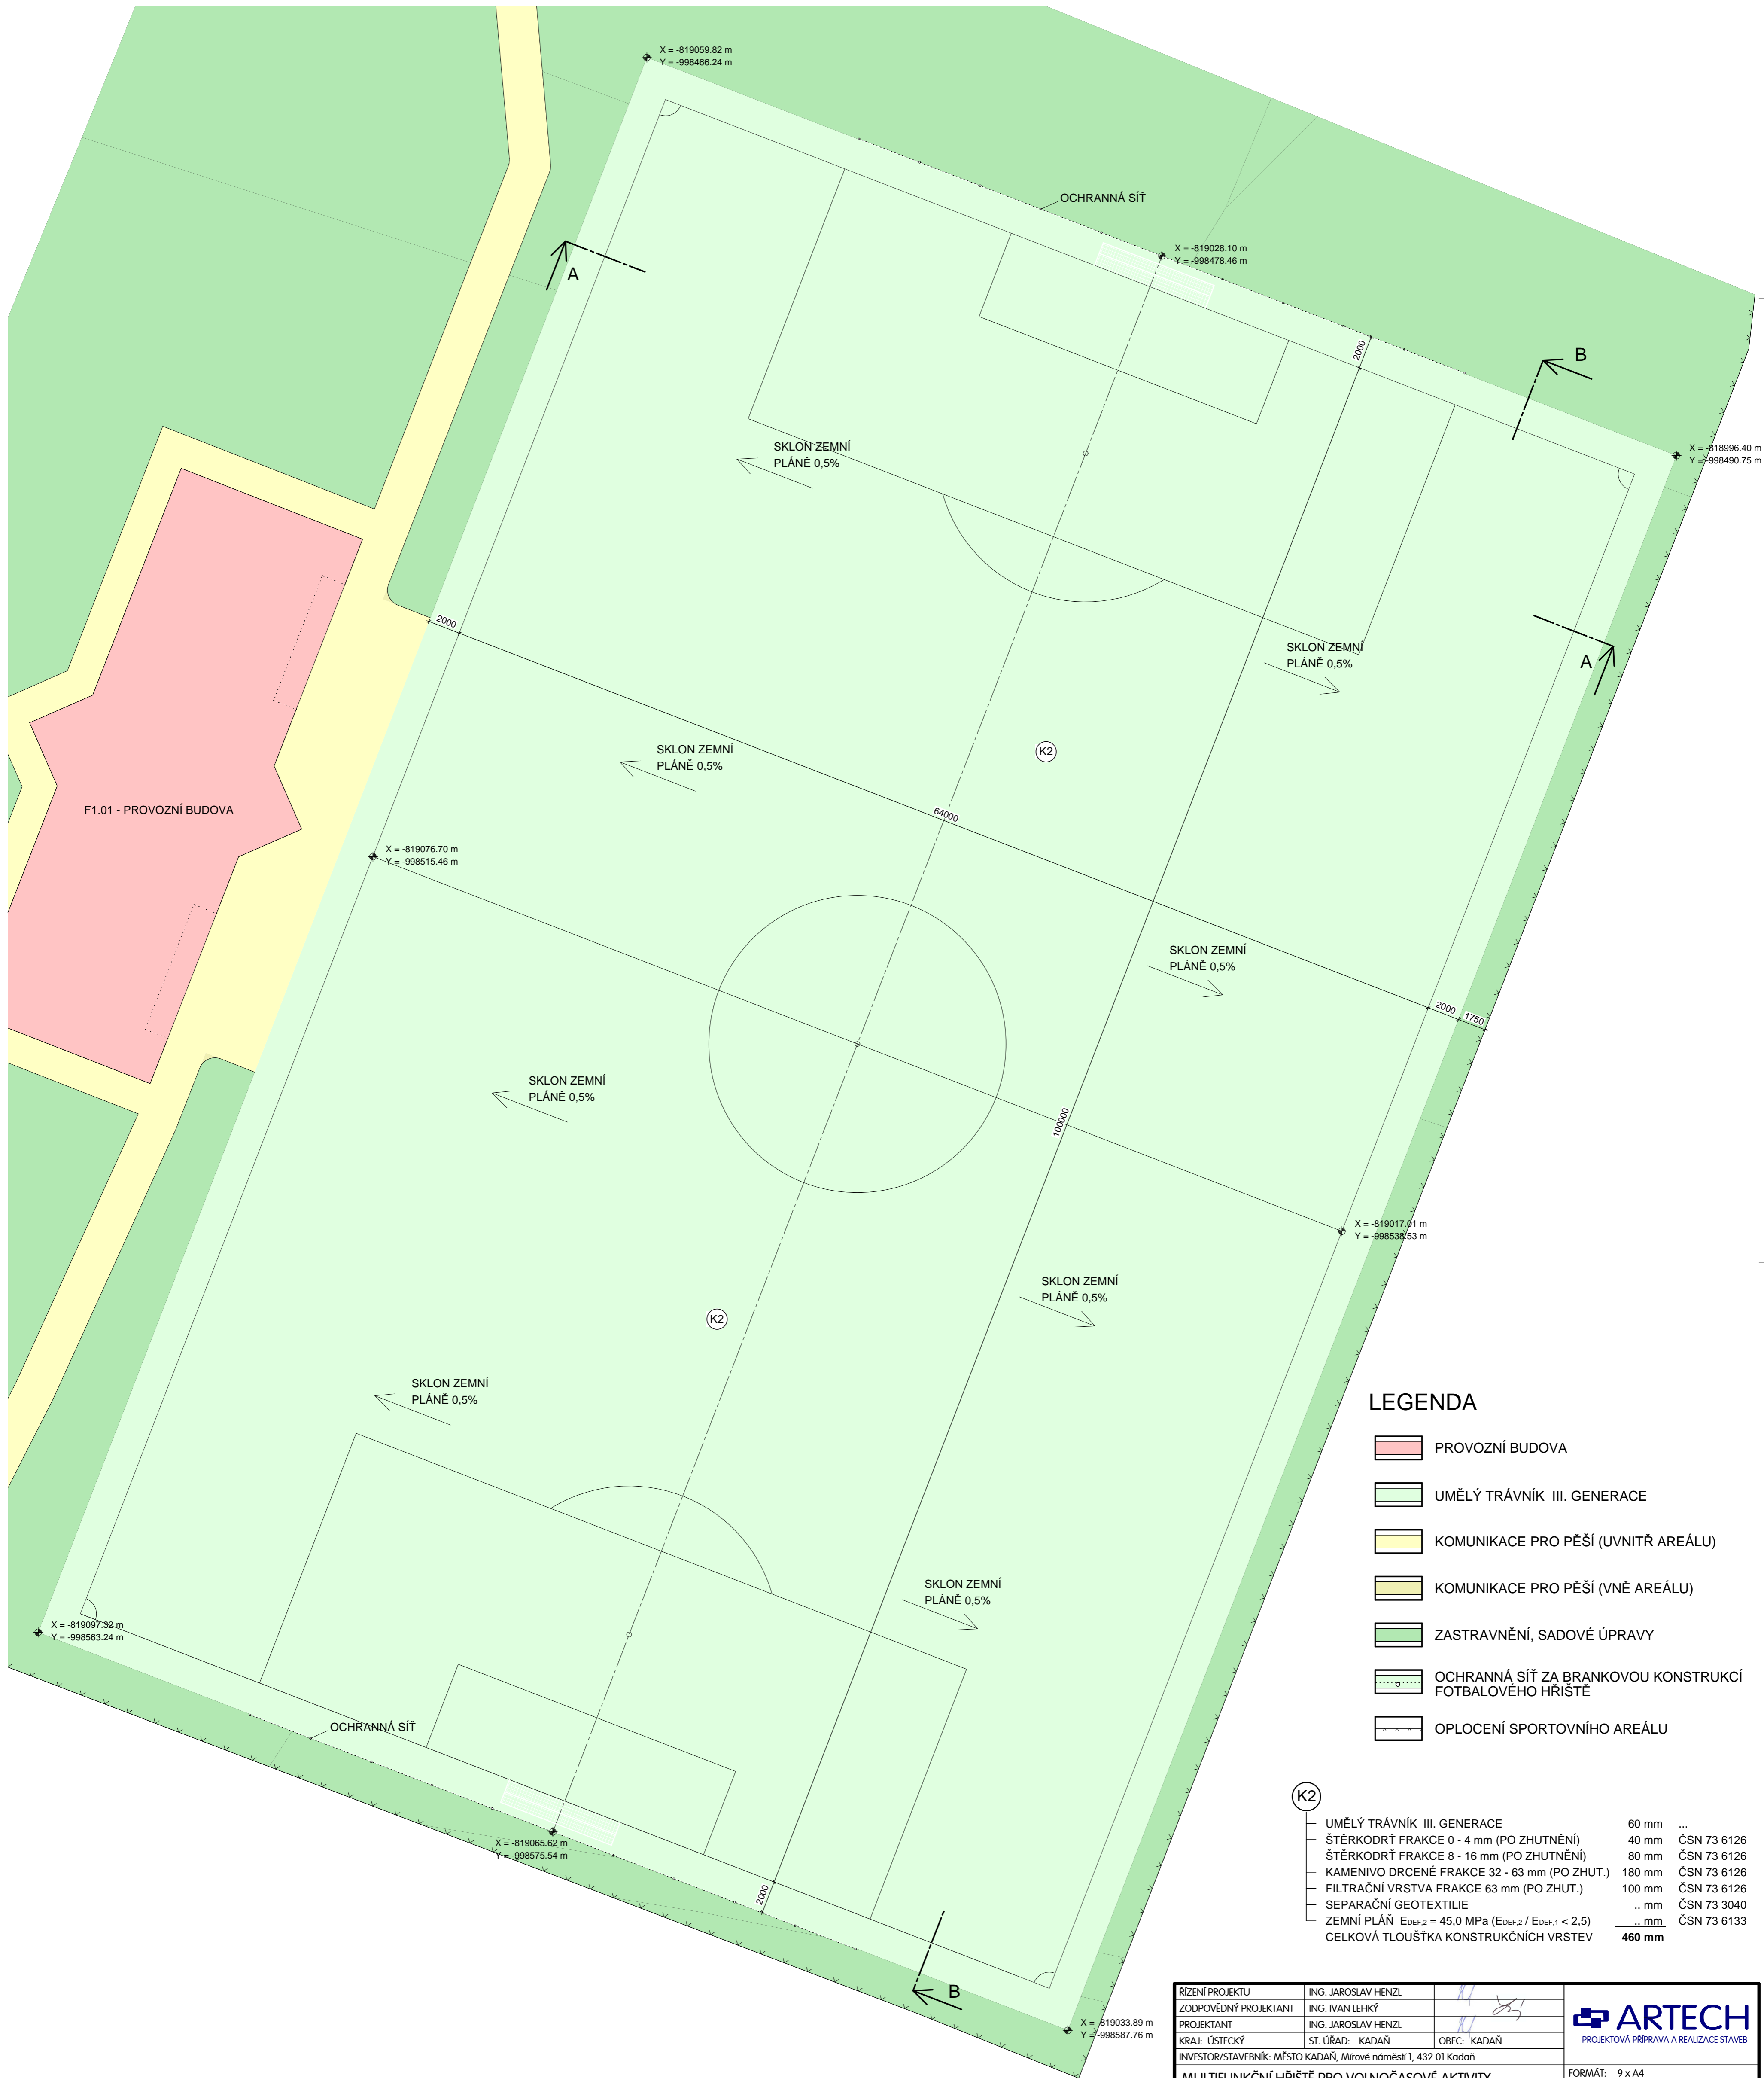 X = -819059.82 m
Y = -998466.24 m
OCHRANNÁ SÍŤ
X = -819028.10 m
Y = -998478.46 m
A
2000
B
X = -818996.40 m
Y = -998490.75 m
SKLON ZEMNÍ
PLÁNĚ 0,5%
2000
SKLON ZEMNÍ
PLÁNĚ 0,5%
A
SKLON ZEMNÍ
PLÁNĚ 0,5%
K2
F1.01 - PROVOZNÍ BUDOVA
64000
X = -819076.70 m
Y = -998515.46 m
SKLON ZEMNÍ
PLÁNĚ 0,5%
2000
1750
SKLON ZEMNÍ
PLÁNĚ 0,5%
100000
X = -819017.01 m
Y = -998538.53 m
SKLON ZEMNÍ
PLÁNĚ 0,5%
K2
SKLON ZEMNÍ
PLÁNĚ 0,5%
SKLON ZEMNÍ
PLÁNĚ 0,5%
X = -819097.32 m
Y = -998563.24 m
OCHRANNÁ SÍŤ
X = -819065.62 m
Y = -998575.54 m
2000
B
X = -819033.89 m
Y = -998587.76 m
LEGENDA
PROVOZNÍ BUDOVA
UMĚLÝ TRÁVNÍK III. GENERACE
KOMUNIKACE PRO PĚŠÍ (UVNITŘ AREÁLU)
KOMUNIKACE PRO PĚŠÍ (VNĚ AREÁLU)
ZASTRAVNĚNÍ, SADOVÉ ÚPRAVY
OCHRANNÁ SÍŤ ZA BRANKOVOU KONSTRUKCÍ
FOTBALOVÉHO HŘIŠTĚ
OPLOCENÍ SPORTOVNÍHO AREÁLU
K2
UMĚLÝ TRÁVNÍK III. GENERACE 60 mm ...
ŠTĚRKODRŤ FRAKCE 0 - 4 mm (PO ZHUTNĚNÍ) 40 mm ČSN 73 6126
ŠTĚRKODRŤ FRAKCE 8 - 16 mm (PO ZHUTNĚNÍ) 80 mm ČSN 73 6126
KAMENIVO DRCENÉ FRAKCE 32 - 63 mm (PO ZHUT.) 180 mm ČSN 73 6126
FILTRAČNÍ VRSTVA FRAKCE 63 mm (PO ZHUT.) 100 mm ČSN 73 6126
SEPARAČNÍ GEOTEXTILIE .. mm ČSN 73 3040
ZEMNÍ PLÁŇ EDEF,2 = 45,0 MPa (EDEF,2 / EDEF,1 < 2,5) .. mm ČSN 73 6133
CELKOVÁ TLOUŠŤKA KONSTRUKČNÍCH VRSTEV 460 mm
ŘÍZENÍ PROJEKTU ING. JAROSLAV HENZL
ZODPOVĚDNÝ PROJEKTANT ING. IVAN LEHKÝ
PROJEKTANT ING. JAROSLAV HENZL
KRAJ: ÚSTECKÝ ST. ÚŘAD: KADAŇ OBEC: KADAŇ
INVESTOR/STAVEBNÍK: MĚSTO KADAŇ, Mírové náměstí 1, 432 01 Kadaň
ARTECH
PROJEKTOVÁ PŘÍPRAVA A REALIZACE STAVEB
MULTIFUNKČNÍ HŘIŠTĚ PRO VOLNOČASOVÉ AKTIVITY
FORMÁT: 9 x A4